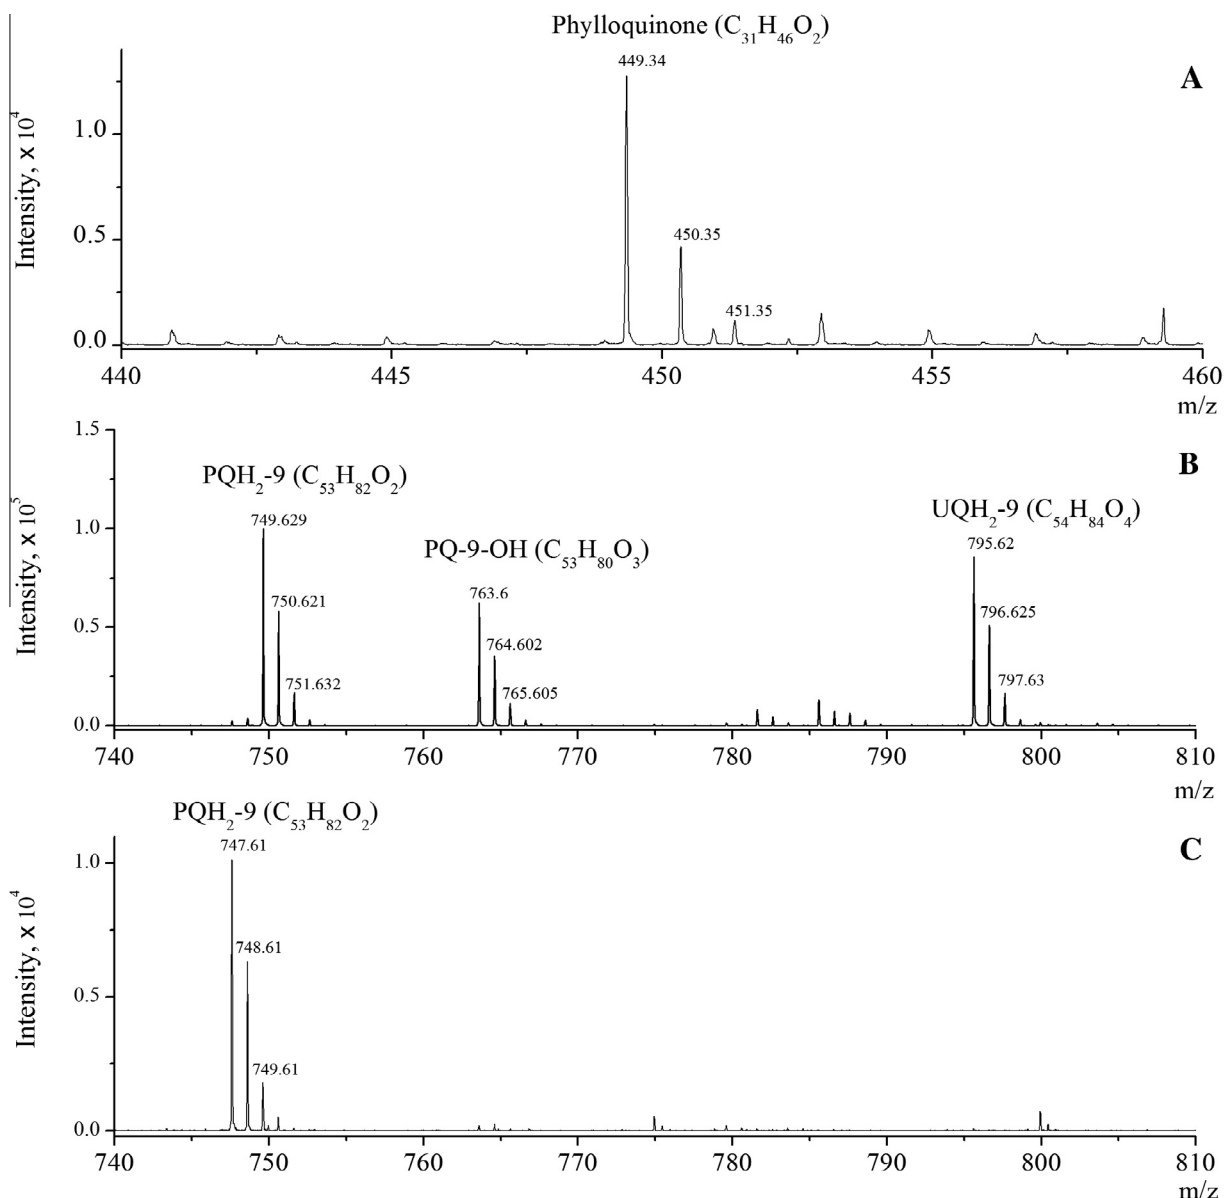 Phylloquinone (C31H46O2)
449.34
A
450.35
451.35
Intensity, x 10^4
1.0
0.5
0.0
440 445 450 455 460
m/z
B
PQH2-9 (C53H82O2)
749.629
750.621
751.632
PQ-9-OH (C53H80O3)
763.6
764.602
765.605
UQH2-9 (C54H84O4)
795.62
796.625
797.63
Intensity, x 10^5
1.5
1.0
0.5
0.0
740 750 760 770 780 790 800 810
m/z
PQH2-9 (C53H82O2)
C
747.61
748.61
749.61
Intensity, x 10^4
1.0
0.5
0.0
740 750 760 770 780 790 800 810
m/z